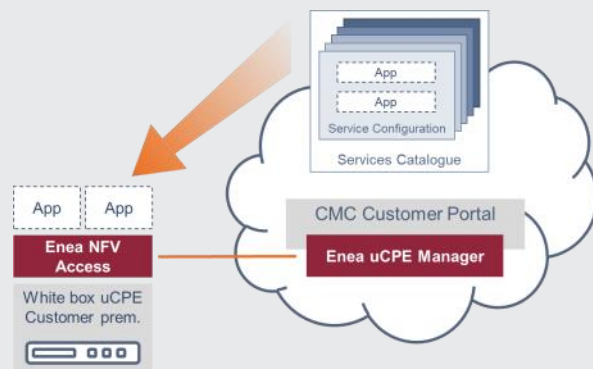 App
App
Service Configuration
Services Catalogue
App App
Enea NFV
Access
White box uCPE
Customer prem.
CMC Customer Portal
Enea uCPE Manager